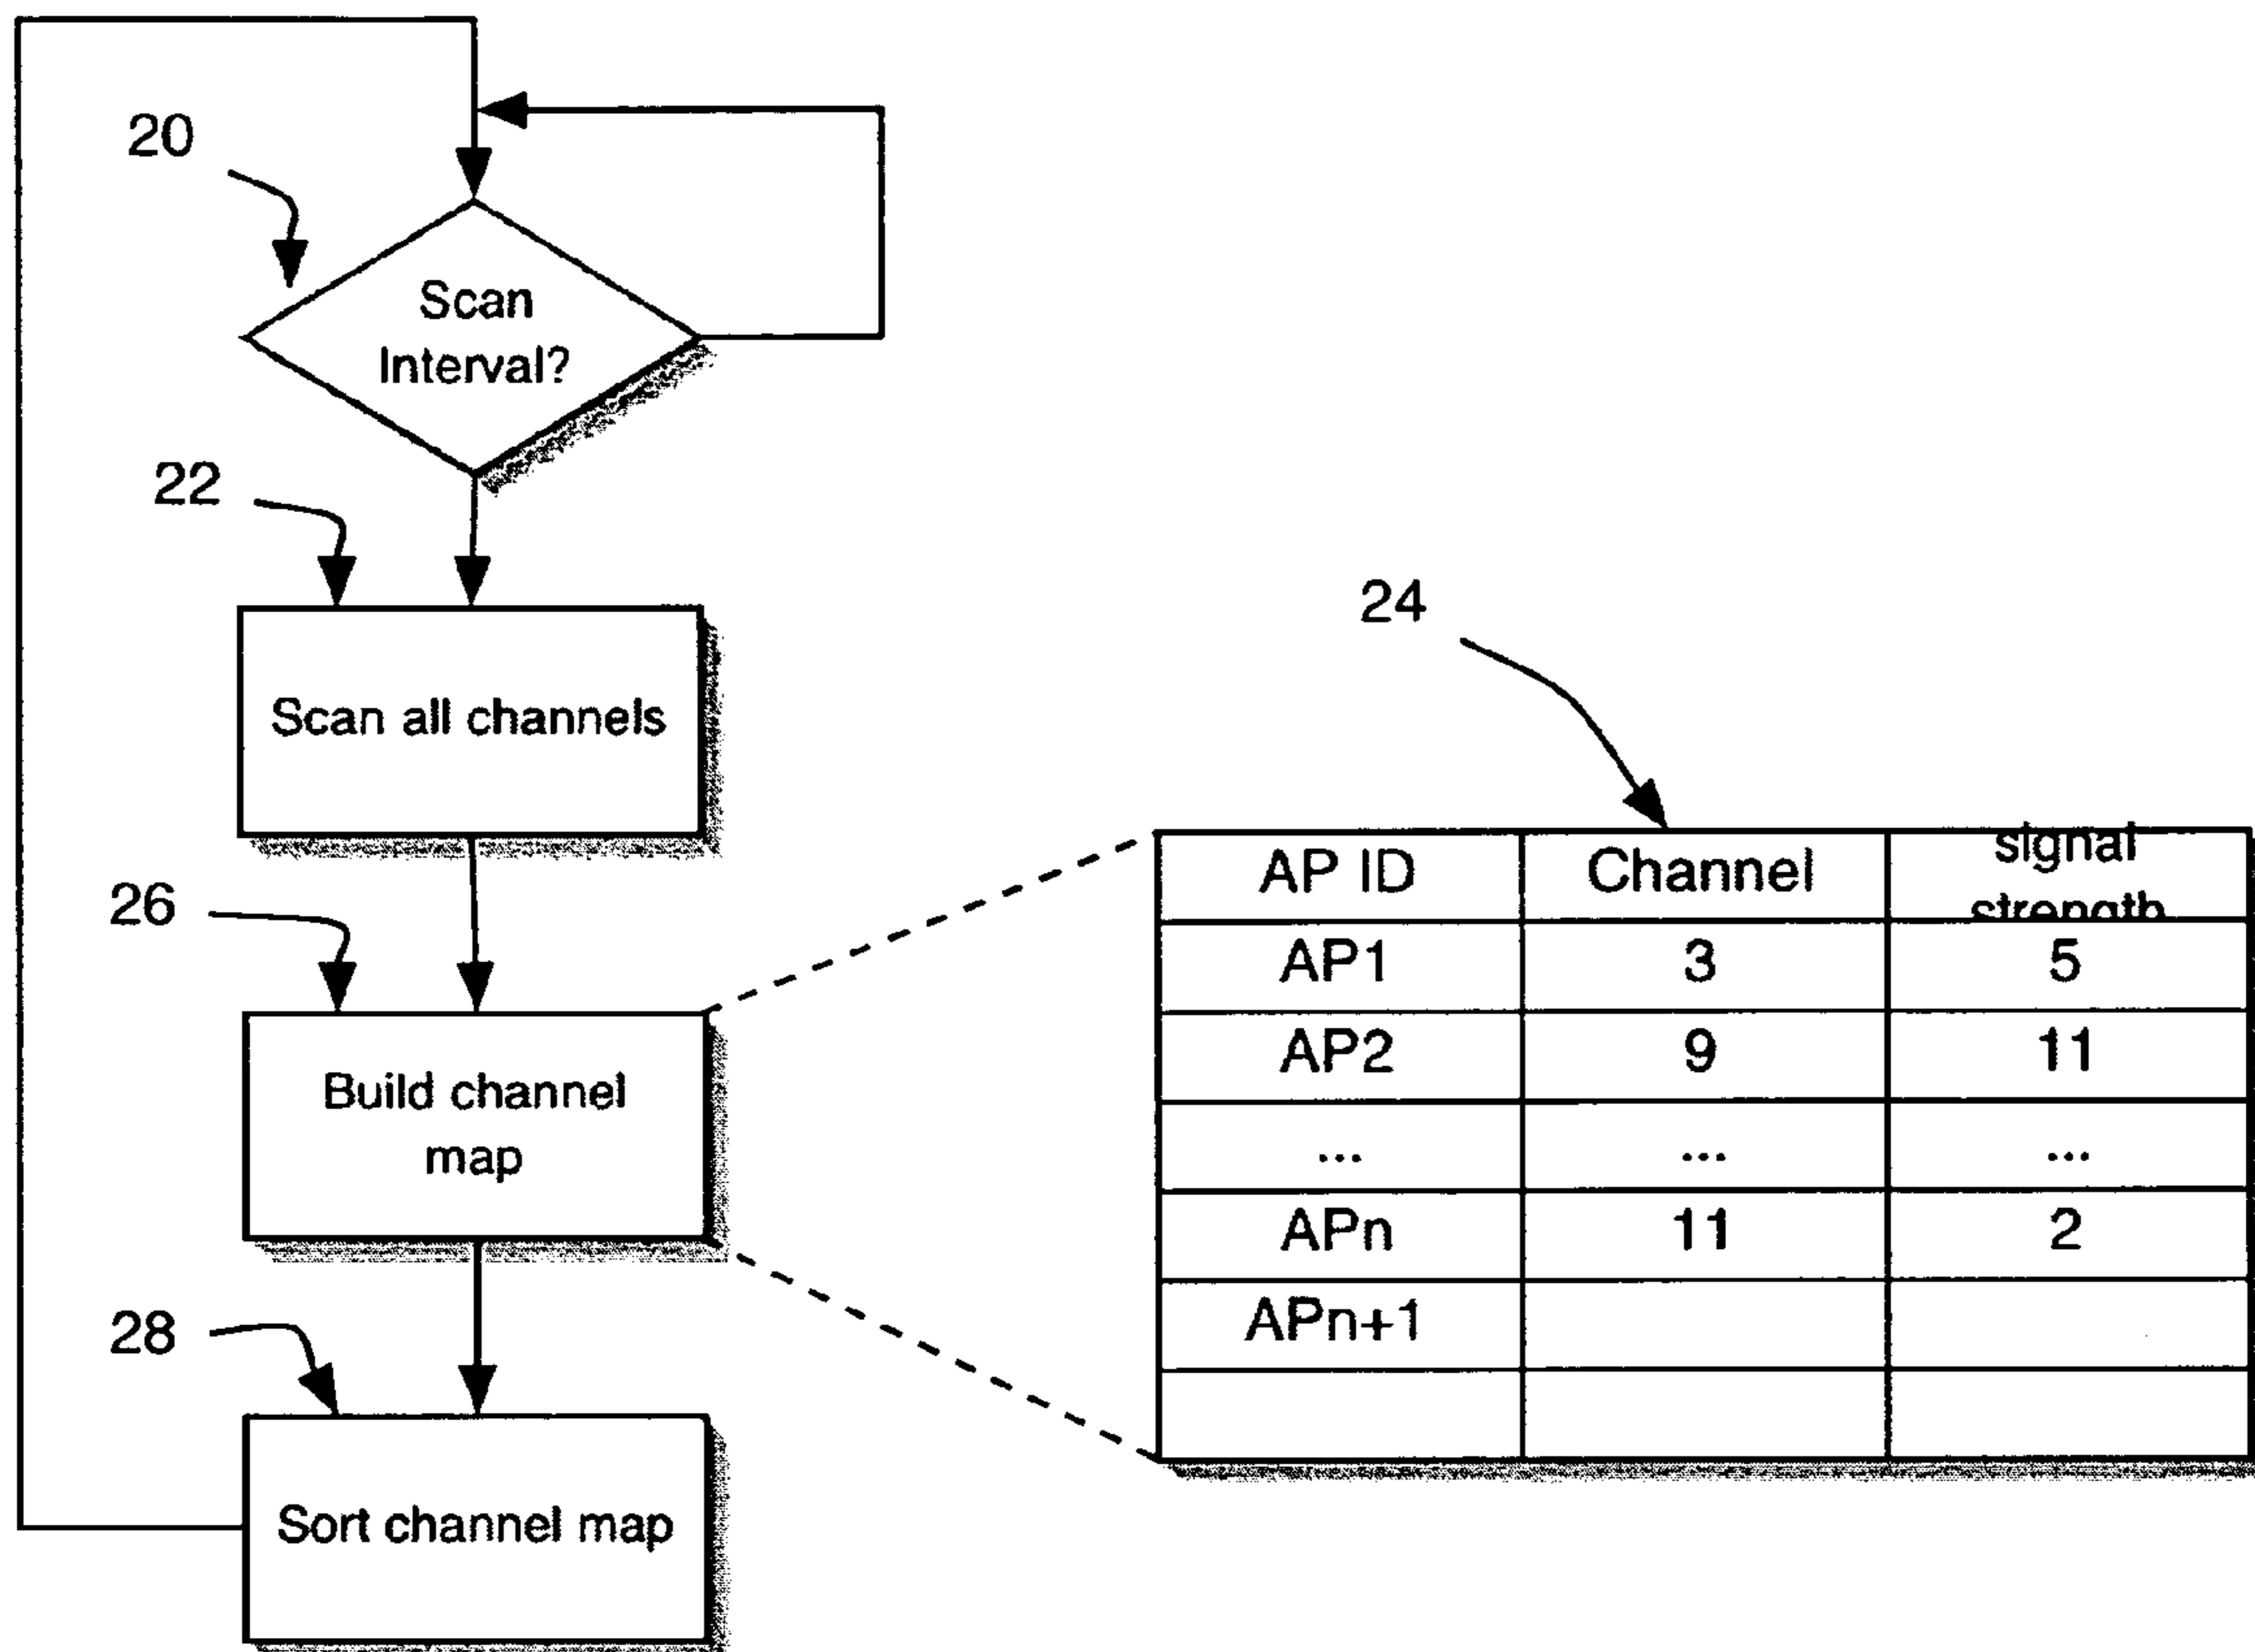 20
Scan
Interval?
22
Scan all channels
24
26
Build channel
map
28
Sort channel map
AP ID Channel signal strength
AP1 3 5
AP2 9 11
... ... ...
APn 11 2
APn+1